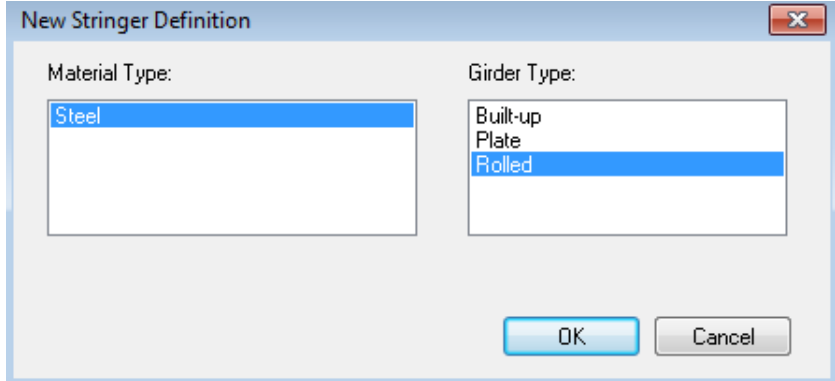 New Stringer Definition
Material Type:
Girder Type:
Steel
Built-up
Plate
Rolled
OK
Cancel